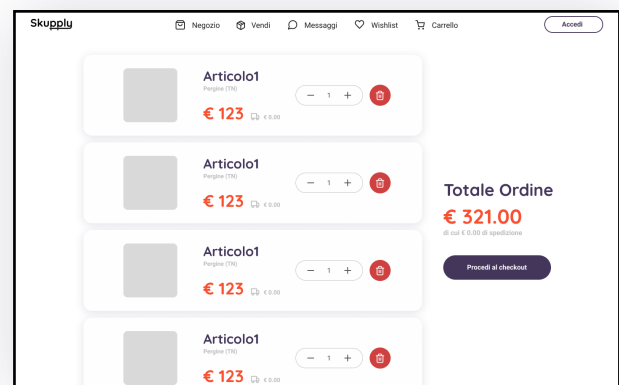 Skupply
Negozio Vendi Messaggi Wishlist Carrello Accedi
Articolo1
Pergine (TN)
€ 123 € 0.00
1
Articolo1
Pergine (TN)
€ 123 € 0.00
1
Articolo1
Pergine (TN)
€ 123 € 0.00
1
Articolo1
Pergine (TN)
€ 123 € 0.00
1
Totale Ordine
€ 321.00
di cui € 0.00 di spedizione
Procedi al checkout